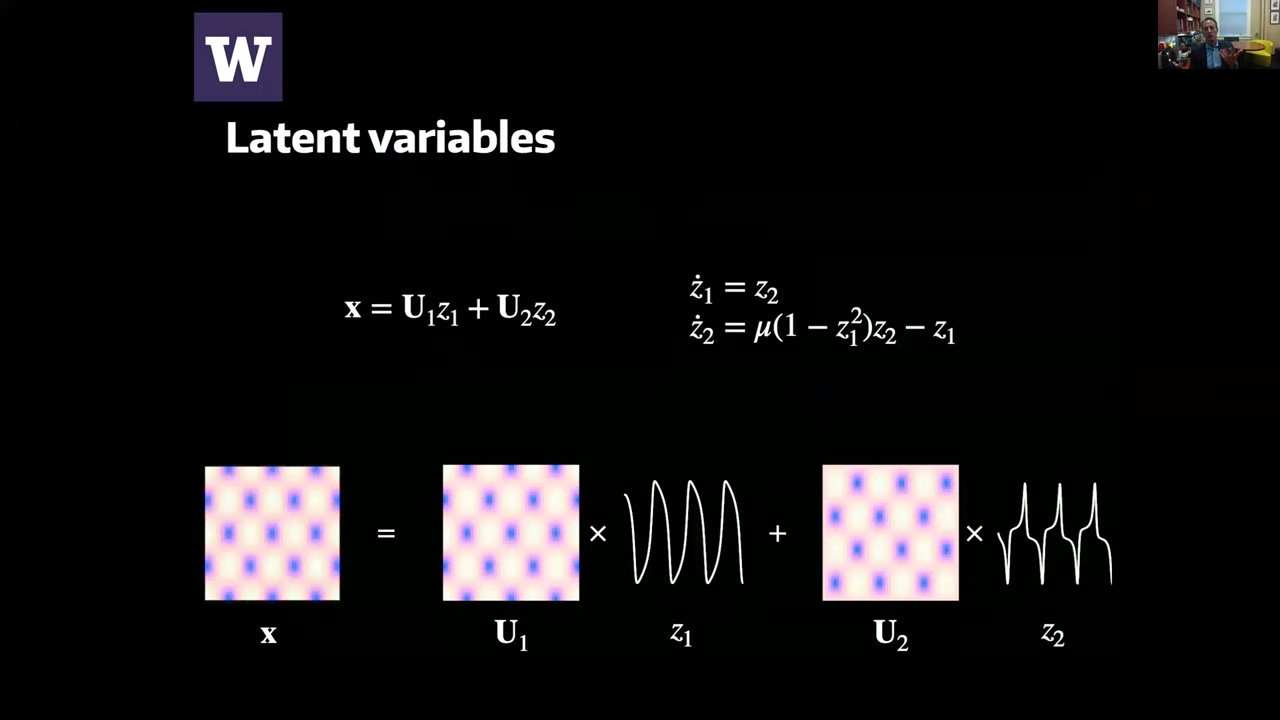 W
Latent variables
x = U₁z₁ + U₂z₂
ż₁ = z₂
ż₂ = μ(1 − z₁²)z₂ − z₁
= × + ×
x U₁ z₁ U₂ z₂